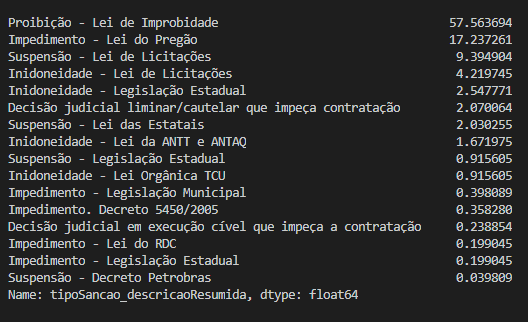 Proibição - Lei de Improbidade 57.563694
Impedimento - Lei do Pregão 17.237261
Suspensão - Lei de Licitações 9.394904
Inidoneidade - Lei de Licitações 4.219745
Inidoneidade - Legislação Estadual 2.547771
Decisão judicial liminar/cautelar que impeça contratação 2.070064
Suspensão - Lei das Estatais 2.030255
Inidoneidade - Lei da ANTT e ANTAQ 1.671975
Suspensão - Legislação Estadual 0.915605
Inidoneidade - Lei Orgânica TCU 0.915605
Impedimento - Legislação Municipal 0.398089
Impedimento. Decreto 5450/2005 0.358280
Decisão judicial em execução cível que impeça a contratação 0.238854
Impedimento - Lei do RDC 0.199045
Impedimento - Legislação Estadual 0.199045
Suspensão - Decreto Petrobras 0.039809
Name: tipoSancao_descricaoResumida, dtype: float64